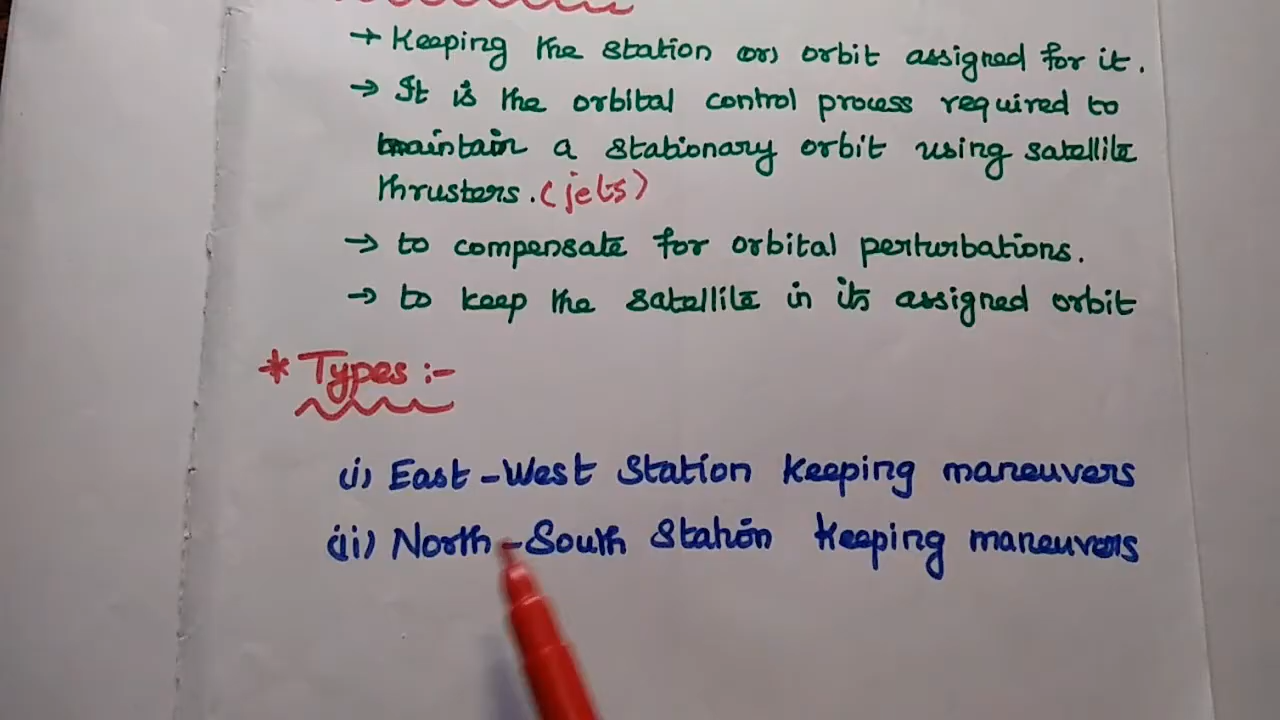 → Keeping the station (or) orbit assigned for it.
→ It is the orbital control process required to
maintain a stationary orbit using satellite
thrusters. (jets)
→ to compensate for orbital perturbations.
→ to keep the satellite in its assigned orbit
* Types :-
(i) East-West Station Keeping maneuvers
(ii) North-South Station Keeping maneuvers